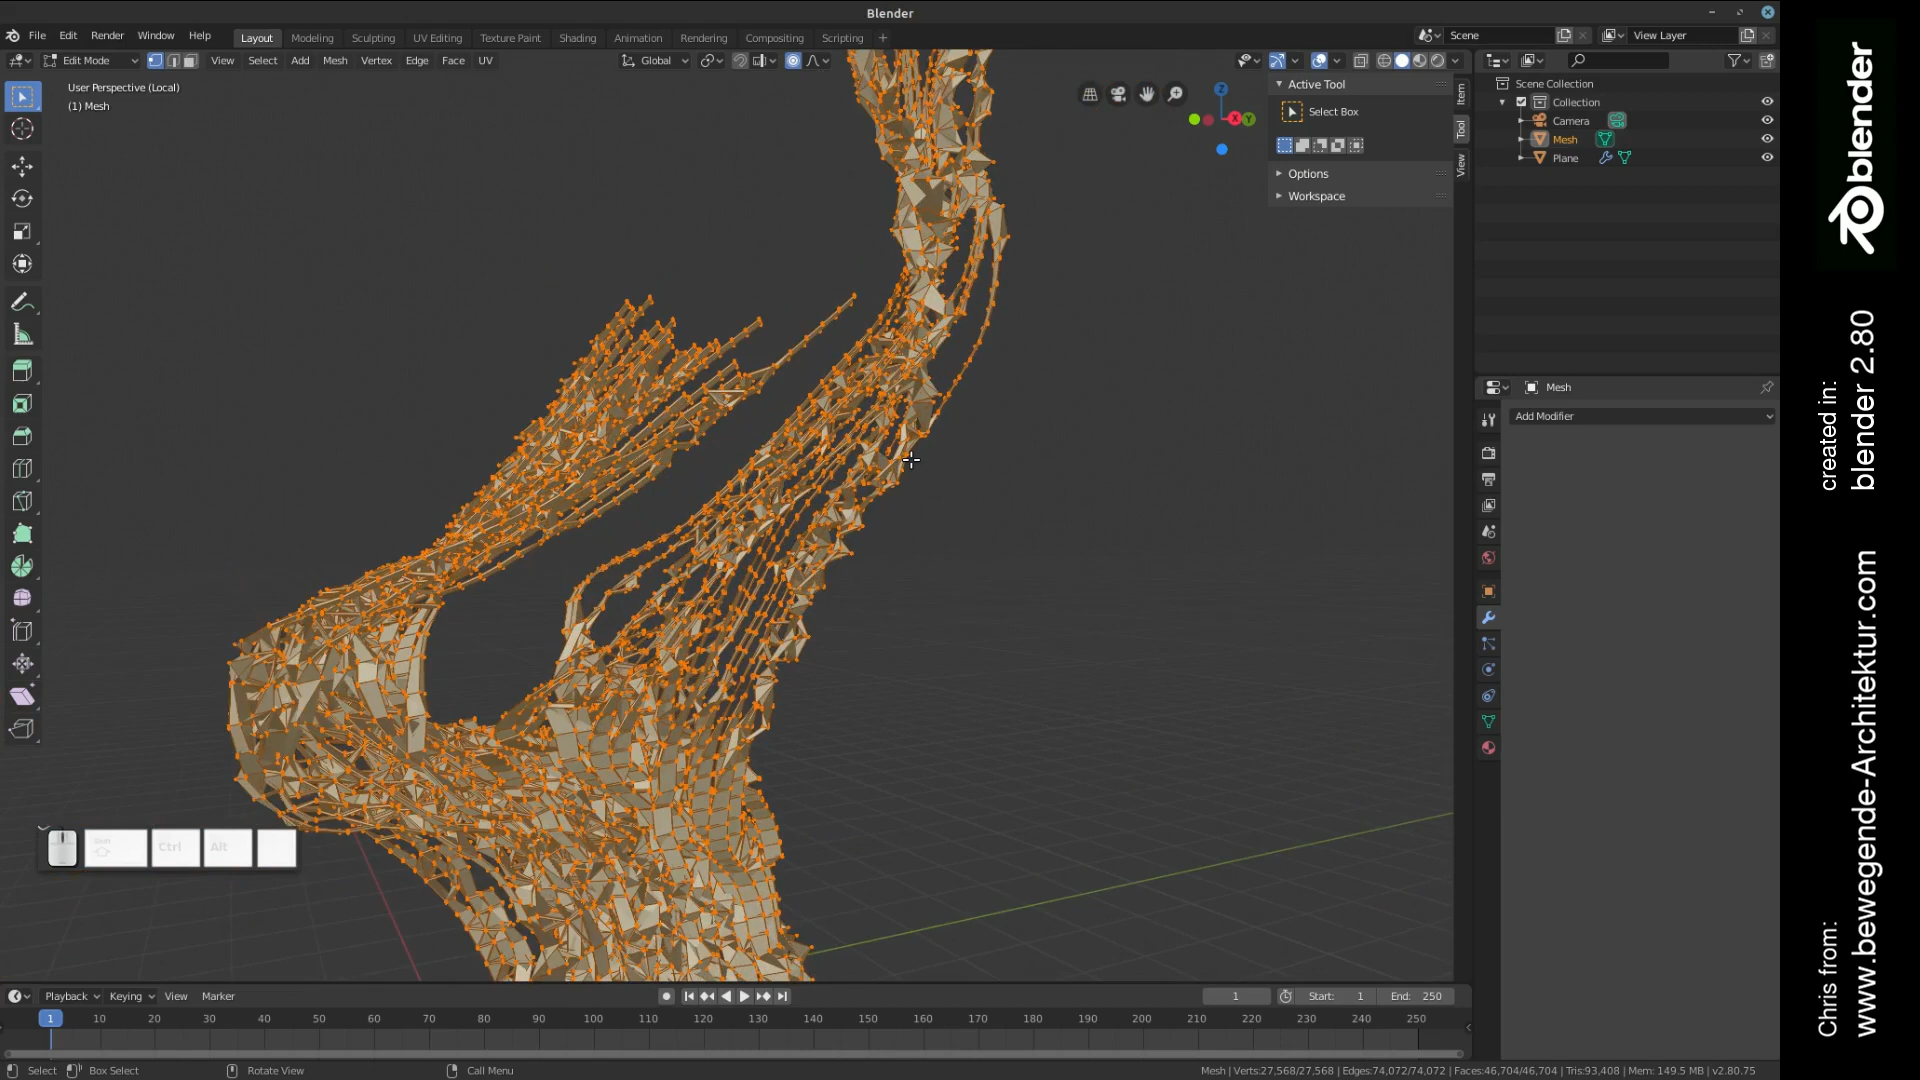 Blender
File Edit Render Window Help
Layout Modeling Sculpting UV Editing Texture Paint Shading Animation Rendering Compositing Scripting +
Scene
View Layer
Edit Mode View Select Add Mesh Vertex Edge Face UV
Global
User Perspective (Local)
(1) Mesh
Z
X
Y
Active Tool
Select Box
Options
Workspace
Item
Tool
View
Scene Collection
Collection
Camera
Mesh
Plane
Mesh
Add Modifier
Ctrl Alt
Playback Keying View Marker
1
Start: 1
End: 250
1 10 20 30 40 50 60 70 80 90 100 110 120 130 140 150 160 170 180 190 200 210 220 230 240 250
Select Box Select Rotate View Call Menu
Mesh | Verts:27,568/27,568 | Edges:74,072/74,072 | Faces:46,704/46,704 | Tris:93,408 | Mem: 149.5 MB | v2.80.75
blender
created in:
blender 2.80
Chris from:
www.bewegende-Architektur.com